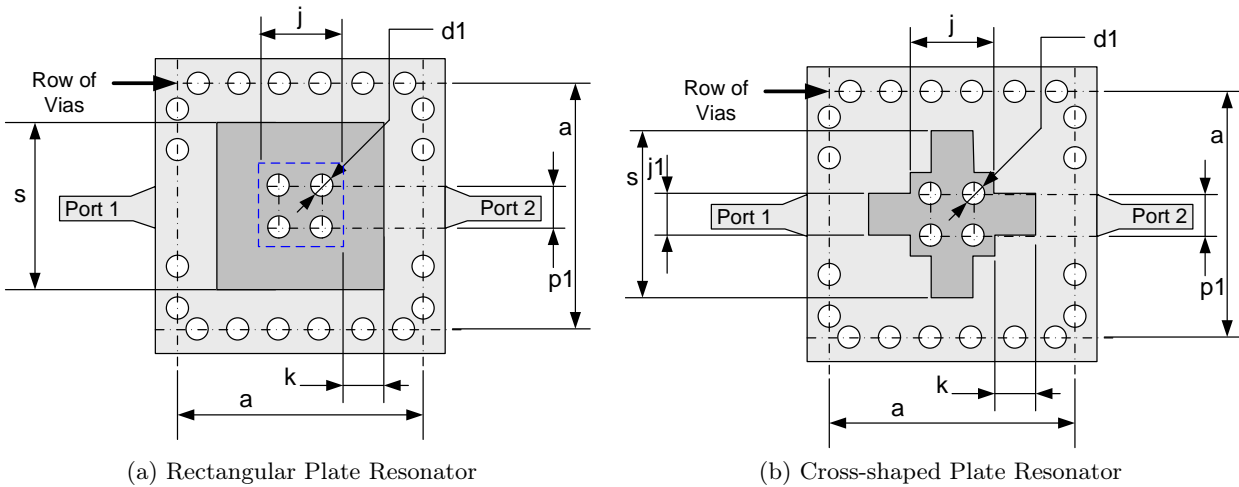 j
d1
Row of
Vias
a
s
Port 1
Port 2
p1
k
a
(a) Rectangular Plate Resonator
j
d1
Row of
Vias
a
s
j1
Port 1
Port 2
p1
k
a
(b) Cross-shaped Plate Resonator